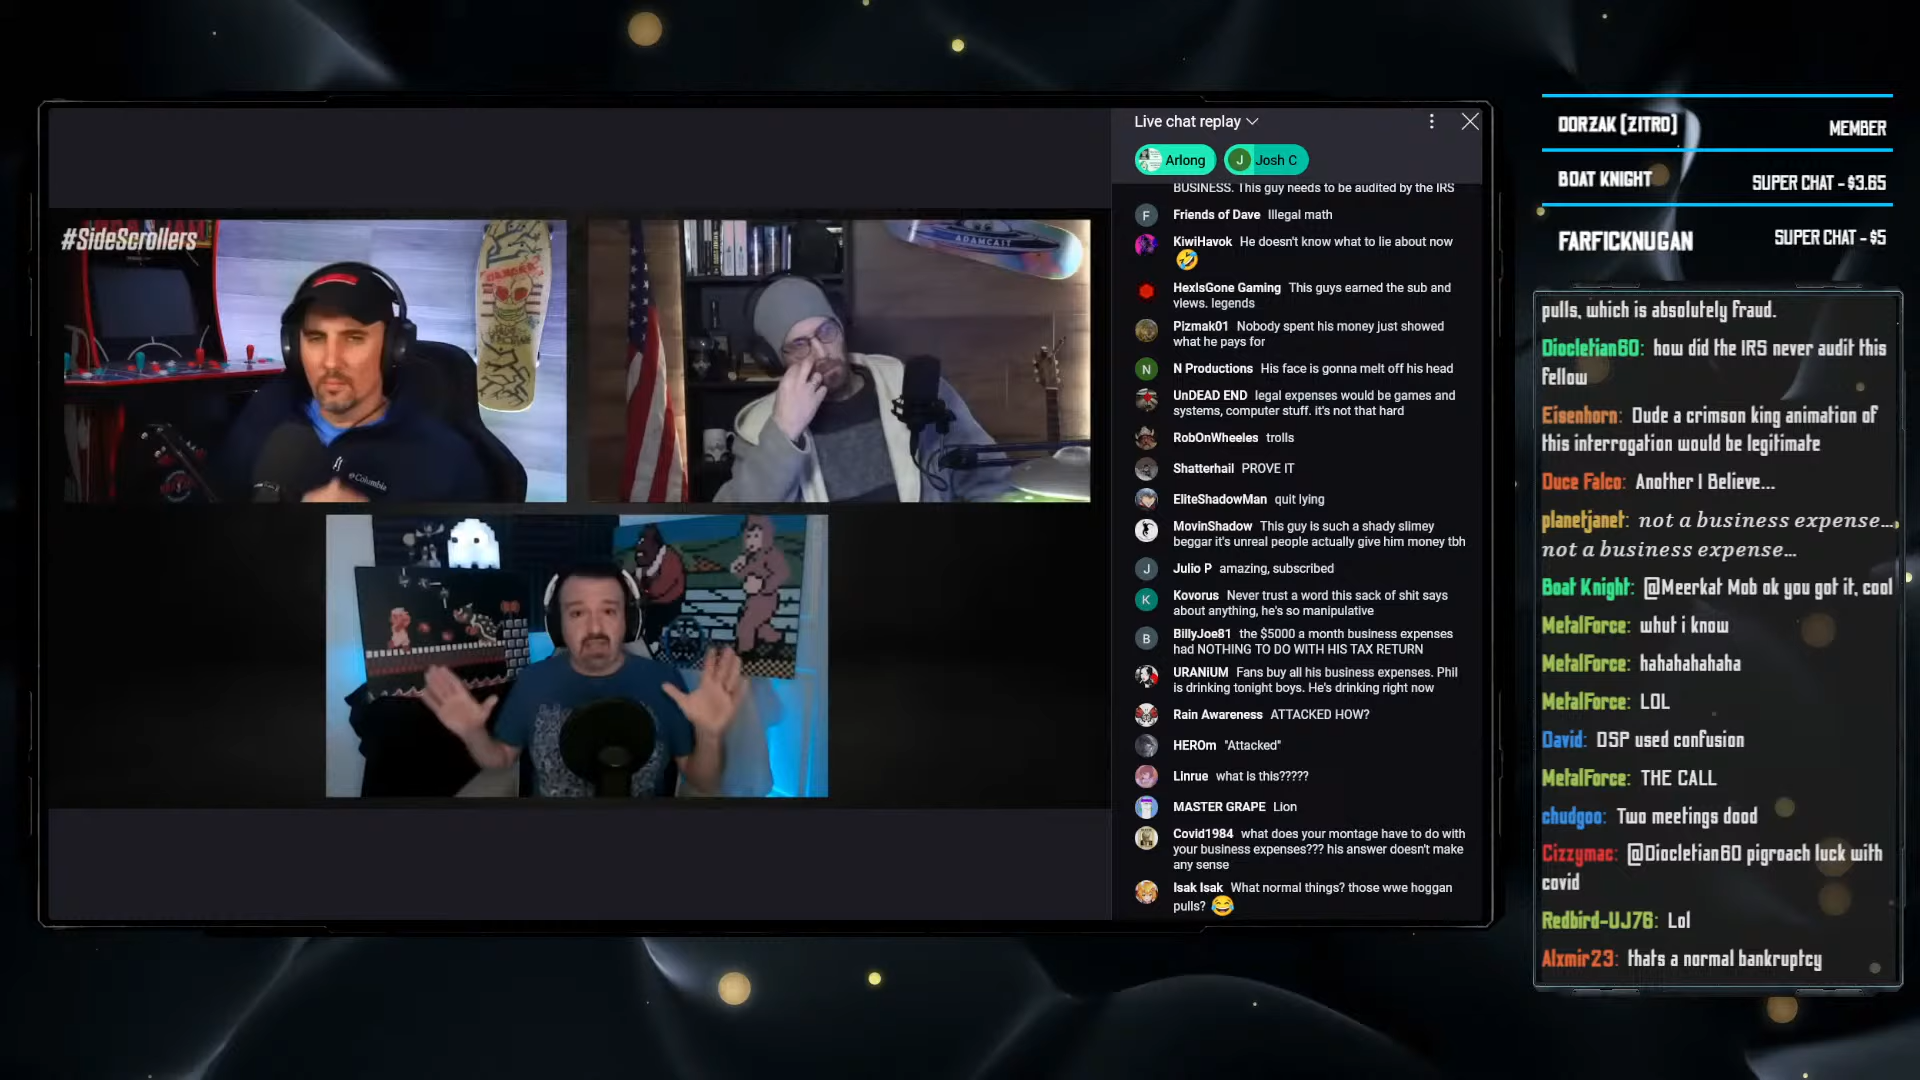 #SideScrollers
ADAMCAIT
Columbia
Live chat replay
Arlong
J Josh C
BUSINESS. This guy needs to be audited by the IRS
F Friends of Dave Illegal math
KiwiHavok He doesn't know what to lie about now
🤣
HexIsGone Gaming This guys earned the sub and
views. legends
Pizmak01 Nobody spent his money just showed
what he pays for
N N Productions His face is gonna melt off his head
UnDEAD END legal expenses would be games and
systems, computer stuff. it's not that hard
RobOnWheeles trolls
Shatterhail PROVE IT
EliteShadowMan quit lying
MovinShadow This guy is such a shady slimey
beggar it's unreal people actually give him money tbh
J Julio P amazing, subscribed
K Kovorus Never trust a word this sack of shit says
about anything, he's so manipulative
B BillyJoe81 the $5000 a month business expenses
had NOTHING TO DO WITH HIS TAX RETURN
URANiUM Fans buy all his business expenses. Phil
is drinking tonight boys. He's drinking right now
Rain Awareness ATTACKED HOW?
HEROm "Attacked"
Linrue what is this?????
MASTER GRAPE Lion
Covid1984 what does your montage have to do with
your business expenses??? his answer doesn't make
any sense
Isak Isak What normal things? those wwe hoggan
pulls? 😂
DORZAK (ZITRO) MEMBER
BOAT KNIGHT SUPER CHAT - $3.65
FARFICKNUGAN SUPER CHAT - $5
pulls, which is absolutely fraud.
Diocletian60: how did the IRS never audit this
fellow
Eisenhorn: Dude a crimson king animation of
this interrogation would be legitimate
Duce Falco: Another I Believe...
planetjanet: not a business expense...
not a business expense...
Boat Knight: @Meerkat Mob ok you got it, cool
MetalForce: whut i know
MetalForce: hahahahahaha
MetalForce: LOL
David: DSP used confusion
MetalForce: THE CALL
chudgoo: Two meetings dood
Cizzymac: @Diocletian60 pigroach luck with
covid
Redbird-UJ76: Lol
Alxmir23: thats a normal bankruptcy